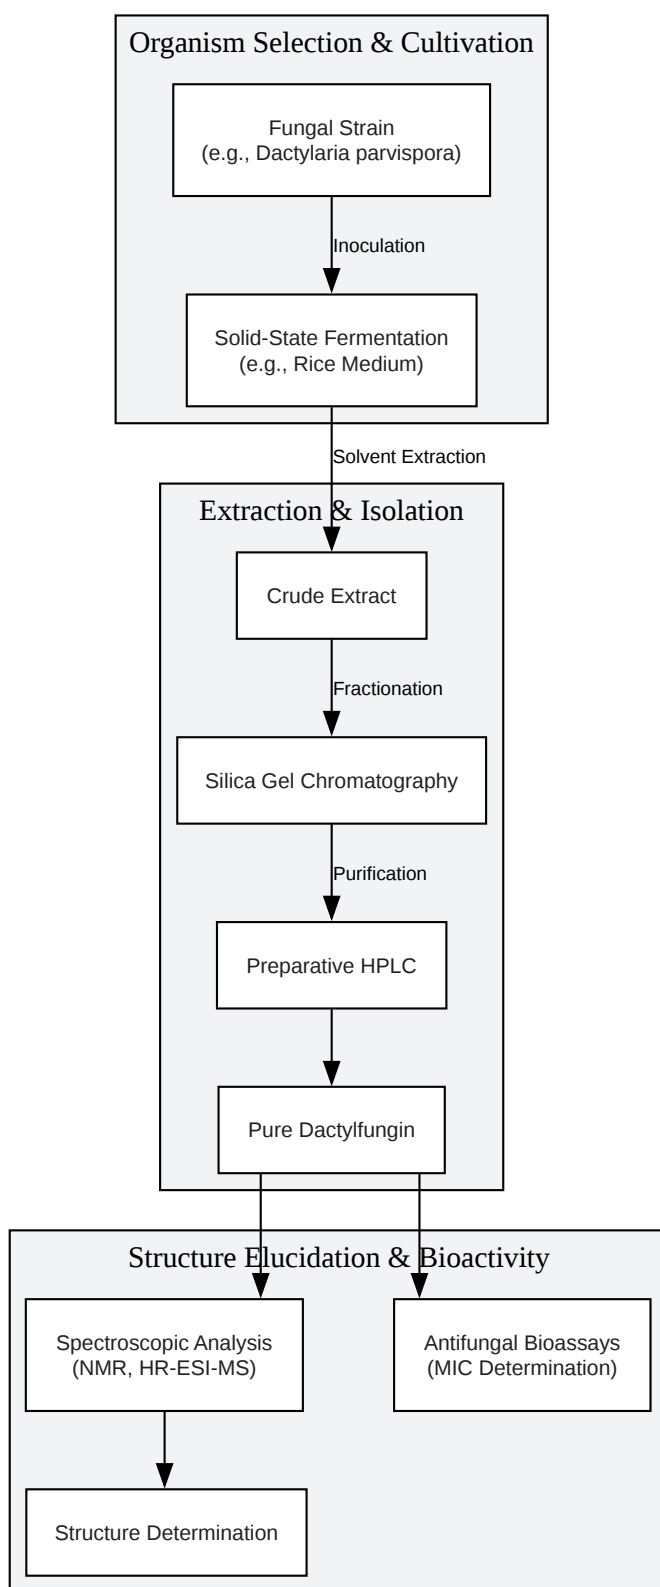 Organism Selection & Cultivation
Fungal Strain
(e.g., Dactylaria parvispora)
Inoculation
Solid-State Fermentation
(e.g., Rice Medium)
Solvent Extraction
Extraction & Isolation
Crude Extract
Fractionation
Silica Gel Chromatography
Purification
Preparative HPLC
Pure Dactylfungin
Structure Elucidation & Bioactivity
Spectroscopic Analysis
(NMR, HR-ESI-MS)
Antifungal Bioassays
(MIC Determination)
Structure Determination